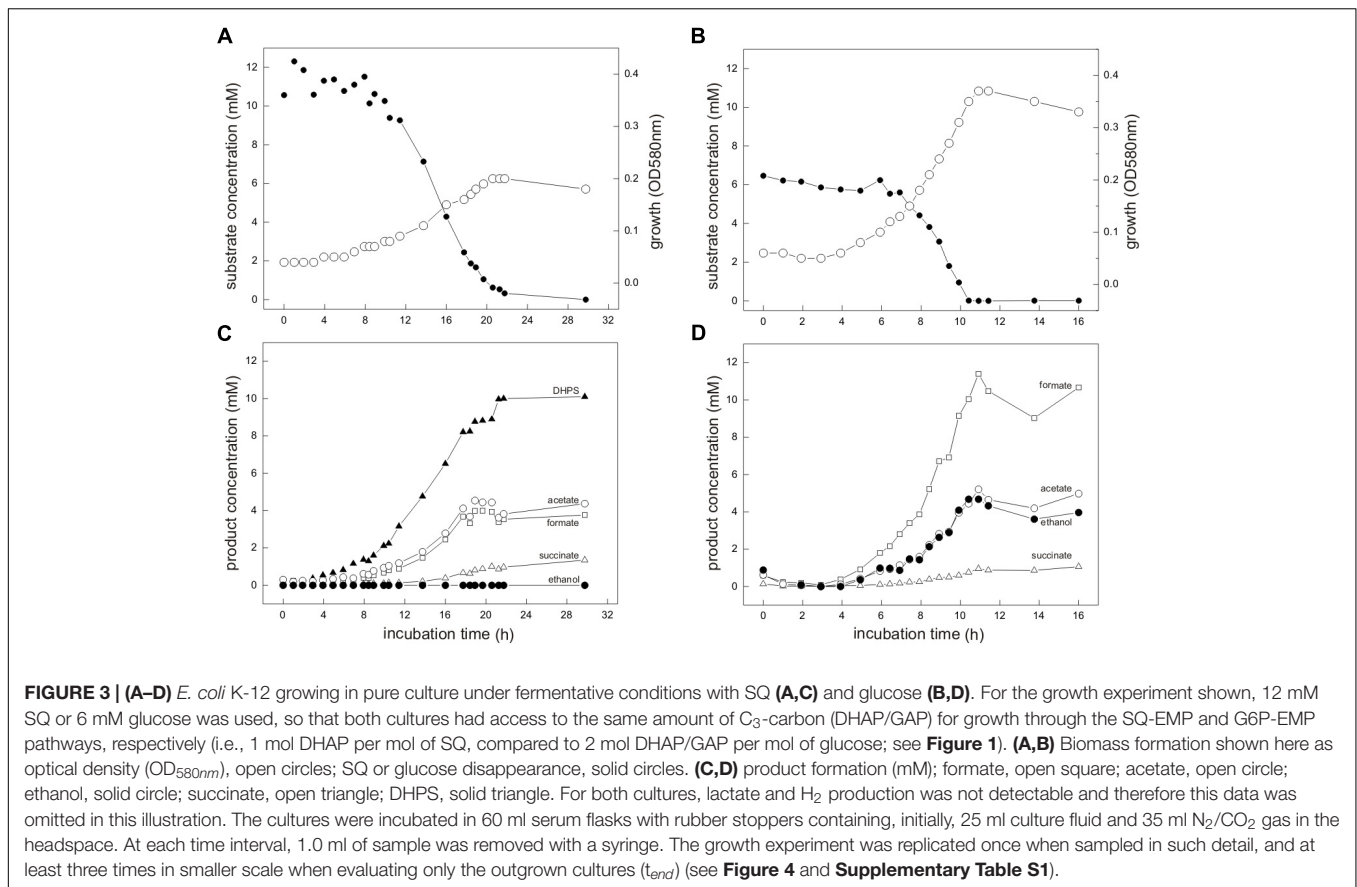 A
B
12
10
8
6
4
2
0
substrate concentration (mM)
0.4
0.3
0.2
0.1
0.0
growth (OD580nm)
0 4 8 12 16 20 24 28 32
12
10
8
6
4
2
0
substrate concentration (mM)
0.4
0.3
0.2
0.1
0.0
growth (OD580nm)
0 2 4 6 8 10 12 14 16
C
D
12
10
8
6
4
2
0
product concentration (mM)
DHPS
acetate
formate
succinate
ethanol
0 4 8 12 16 20 24 28 32
incubation time (h)
12
10
8
6
4
2
0
product concentration (mM)
formate
acetate
ethanol
succinate
0 2 4 6 8 10 12 14 16
incubation time (h)
FIGURE 3 | (A–D) E. coli K-12 growing in pure culture under fermentative conditions with SQ (A,C) and glucose (B,D). For the growth experiment shown, 12 mM
SQ or 6 mM glucose was used, so that both cultures had access to the same amount of C3-carbon (DHAP/GAP) for growth through the SQ-EMP and G6P-EMP
pathways, respectively (i.e., 1 mol DHAP per mol of SQ, compared to 2 mol DHAP/GAP per mol of glucose; see Figure 1). (A,B) Biomass formation shown here as
optical density (OD580nm), open circles; SQ or glucose disappearance, solid circles. (C,D) product formation (mM); formate, open square; acetate, open circle;
ethanol, solid circle; succinate, open triangle; DHPS, solid triangle. For both cultures, lactate and H2 production was not detectable and therefore this data was
omitted in this illustration. The cultures were incubated in 60 ml serum flasks with rubber stoppers containing, initially, 25 ml culture fluid and 35 ml N2/CO2 gas in the
headspace. At each time interval, 1.0 ml of sample was removed with a syringe. The growth experiment was replicated once when sampled in such detail, and at
least three times in smaller scale when evaluating only the outgrown cultures (tend) (see Figure 4 and Supplementary Table S1).